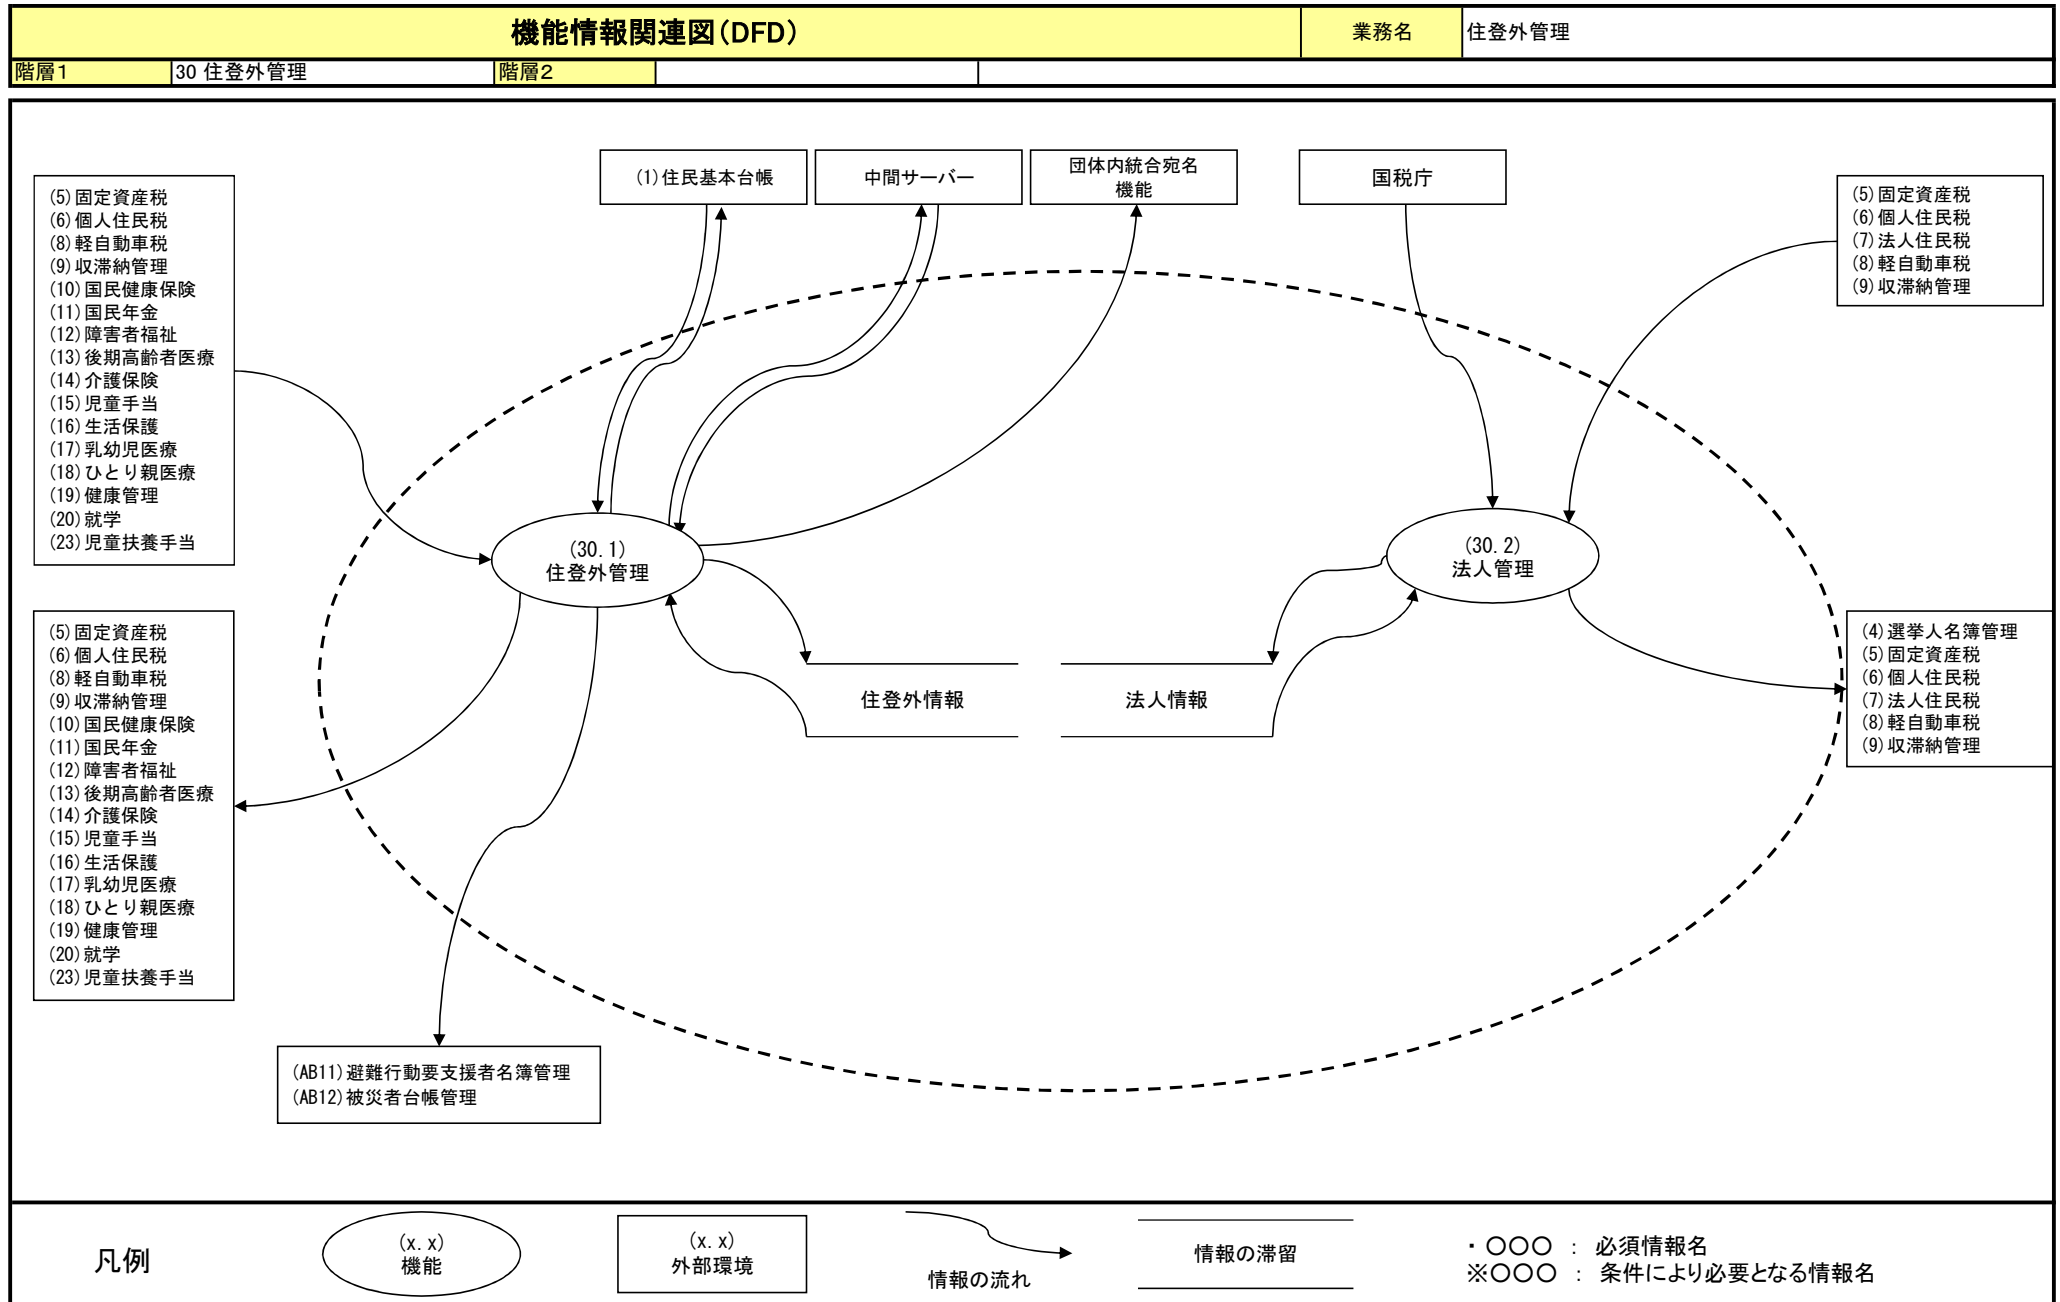 機能情報関連図(DFD)
業務名
住登外管理
階層1
30 住登外管理
階層2
(1)住民基本台帳
中間サーバー
団体内統合宛名
機能
国税庁
(5)固定資産税
(6)個人住民税
(8)軽自動車税
(9)収滞納管理
(10)国民健康保険
(11)国民年金
(12)障害者福祉
(13)後期高齢者医療
(14)介護保険
(15)児童手当
(16)生活保護
(17)乳幼児医療
(18)ひとり親医療
(19)健康管理
(20)就学
(23)児童扶養手当
(5)固定資産税
(6)個人住民税
(7)法人住民税
(8)軽自動車税
(9)収滞納管理
(30.1)
住登外管理
(30.2)
法人管理
住登外情報
法人情報
(5)固定資産税
(6)個人住民税
(8)軽自動車税
(9)収滞納管理
(10)国民健康保険
(11)国民年金
(12)障害者福祉
(13)後期高齢者医療
(14)介護保険
(15)児童手当
(16)生活保護
(17)乳幼児医療
(18)ひとり親医療
(19)健康管理
(20)就学
(23)児童扶養手当
(4)選挙人名簿管理
(5)固定資産税
(6)個人住民税
(7)法人住民税
(8)軽自動車税
(9)収滞納管理
(AB11)避難行動要支援者名簿管理
(AB12)被災者台帳管理
凡例
(x.x)
機能
(x.x)
外部環境
情報の流れ
情報の滞留
・〇〇〇 : 必須情報名
※〇〇〇 : 条件により必要となる情報名